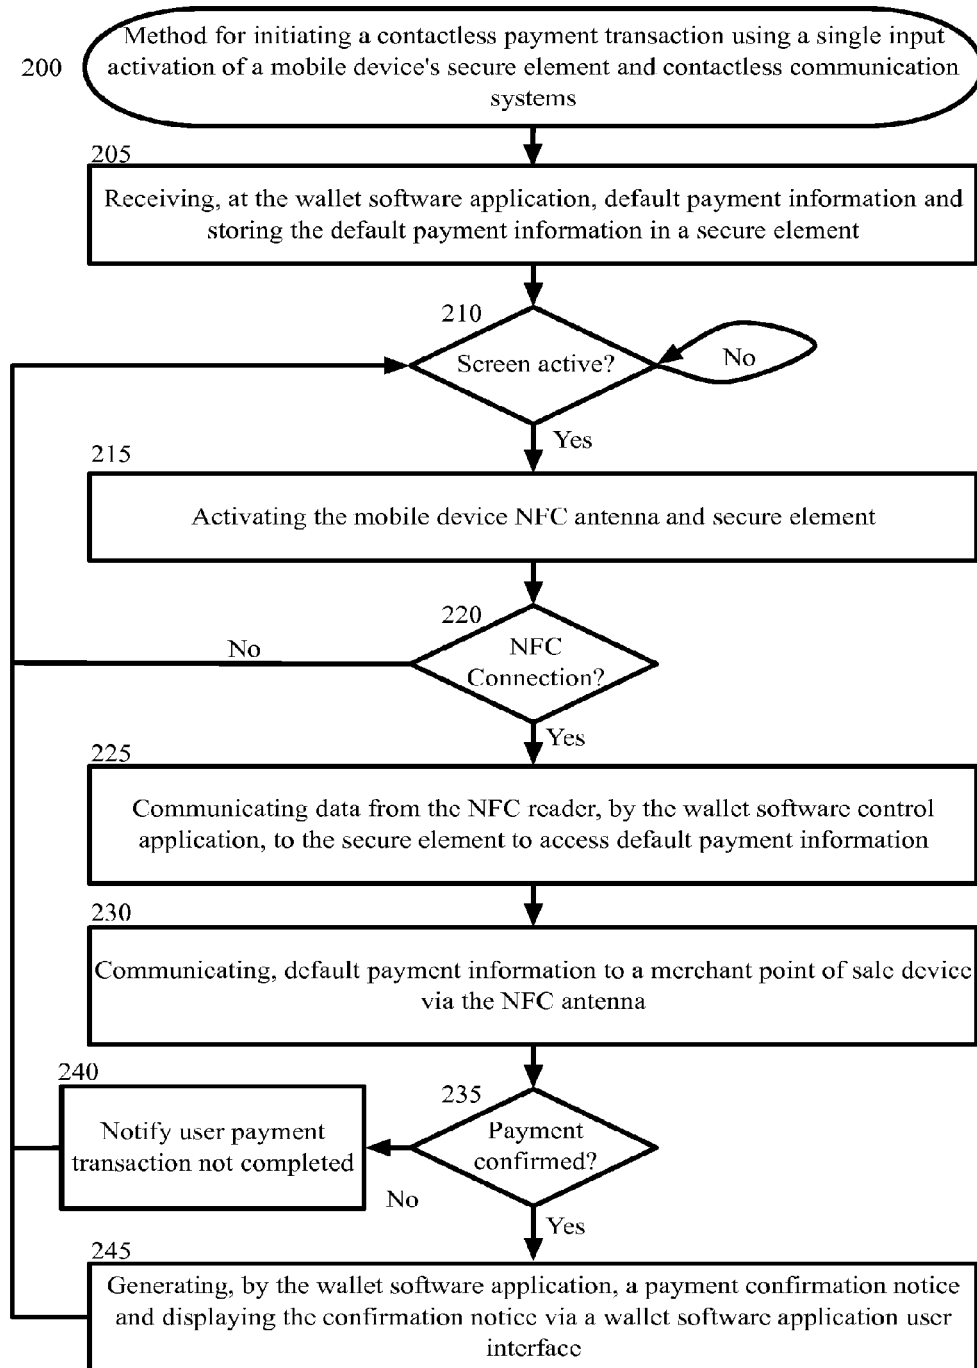 Method for initiating a contactless payment transaction using a single input
200
activation of a mobile device's secure element and contactless communication
systems
205
Receiving, at the wallet software application, default payment information and
storing the default payment information in a secure element
210
Screen active?
No
Yes
215
Activating the mobile device NFC antenna and secure element
220
No
NFC
Connection?
Yes
225
Communicating data from the NFC reader, by the wallet software control
application, to the secure element to access default payment information
230
Communicating, default payment information to a merchant point of sale device
via the NFC antenna
240
235
Notify user payment
transaction not completed
Payment
confirmed?
No
Yes
245
Generating, by the wallet software application, a payment confirmation notice
and displaying the confirmation notice via a wallet software application user
interface